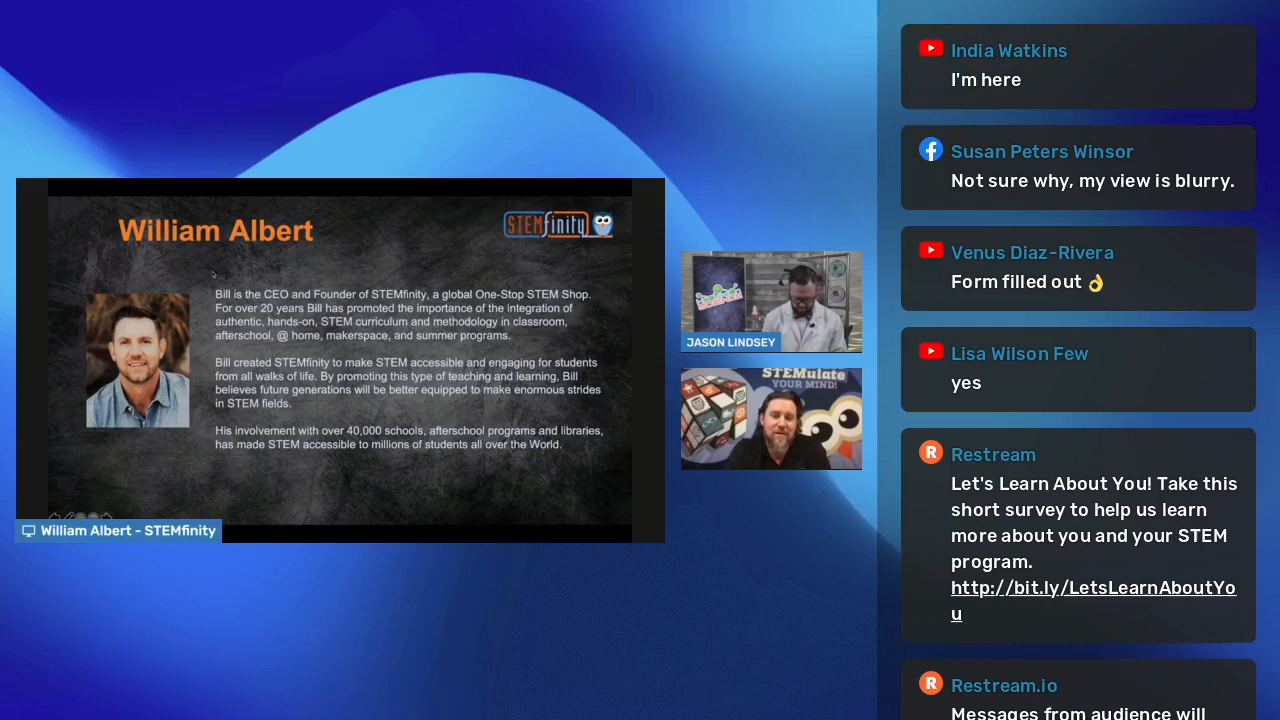 William Albert
STEMfinity
Bill is the CEO and Founder of STEMfinity, a global One-Stop STEM Shop.
For over 20 years Bill has promoted the importance of the integration of
authentic, hands-on, STEM curriculum and methodology in classroom,
afterschool, @ home, makerspace, and summer programs.
Bill created STEMfinity to make STEM accessible and engaging for students
from all walks of life. By promoting this type of teaching and learning, Bill
believes future generations will be better equipped to make enormous strides
in STEM fields.
His involvement with over 40,000 schools, afterschool programs and libraries,
has made STEM accessible to millions of students all over the World.
William Albert - STEMfinity
JASON LINDSEY
STEMulate
YOUR MIND!
India Watkins
I'm here
Susan Peters Winsor
Not sure why, my view is blurry.
Venus Diaz-Rivera
Form filled out 👌
Lisa Wilson Few
yes
R Restream
Let's Learn About You! Take this
short survey to help us learn
more about you and your STEM
program.
http://bit.ly/LetsLearnAboutYo
u
R Restream.io
Messages from audience will